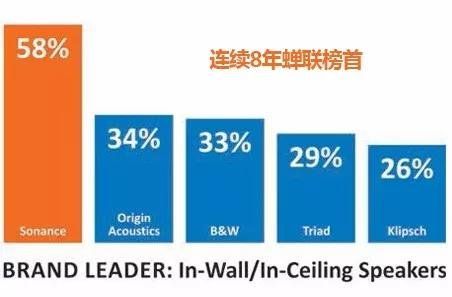 58%
连续8年蝉联榜首
34%
33%
29%
26%
Sonance
Origin
Acoustics
B&W
Triad
Klipsch
BRAND LEADER: In-Wall/In-Ceiling Speakers